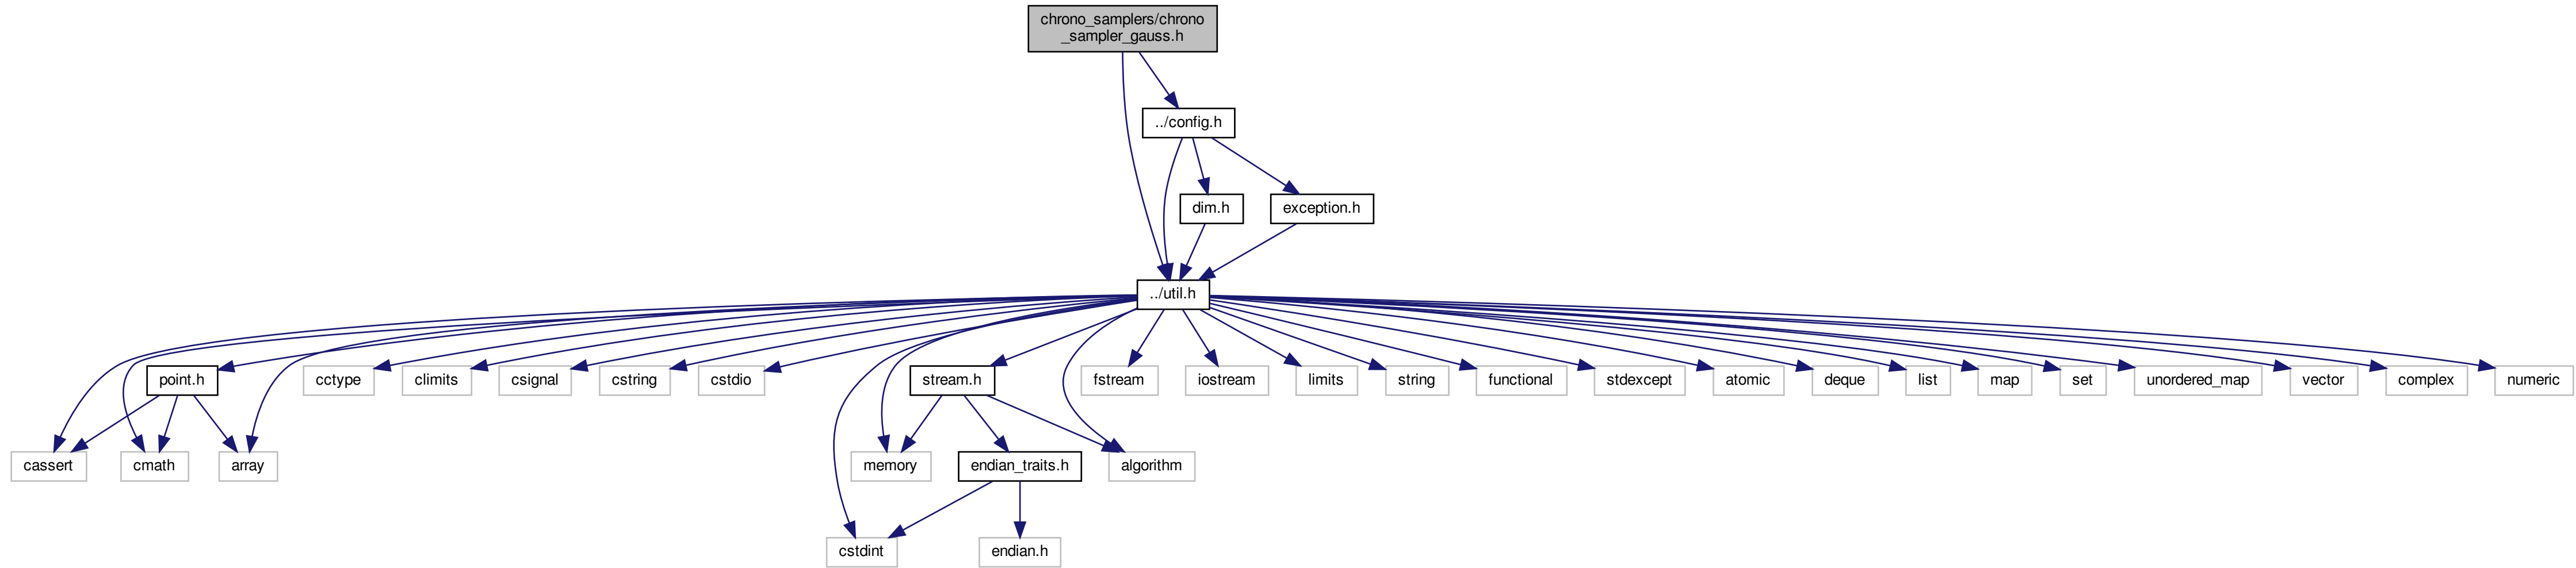 chrono_samplers/chrono
_sampler_gauss.h
../config.h
dim.h
exception.h
../util.h
point.h
cctype
climits
csignal
cstring
cstdio
stream.h
fstream
iostream
limits
string
functional
stdexcept
atomic
deque
list
map
set
unordered_map
vector
complex
numeric
cassert
cmath
array
memory
endian_traits.h
algorithm
cstdint
endian.h